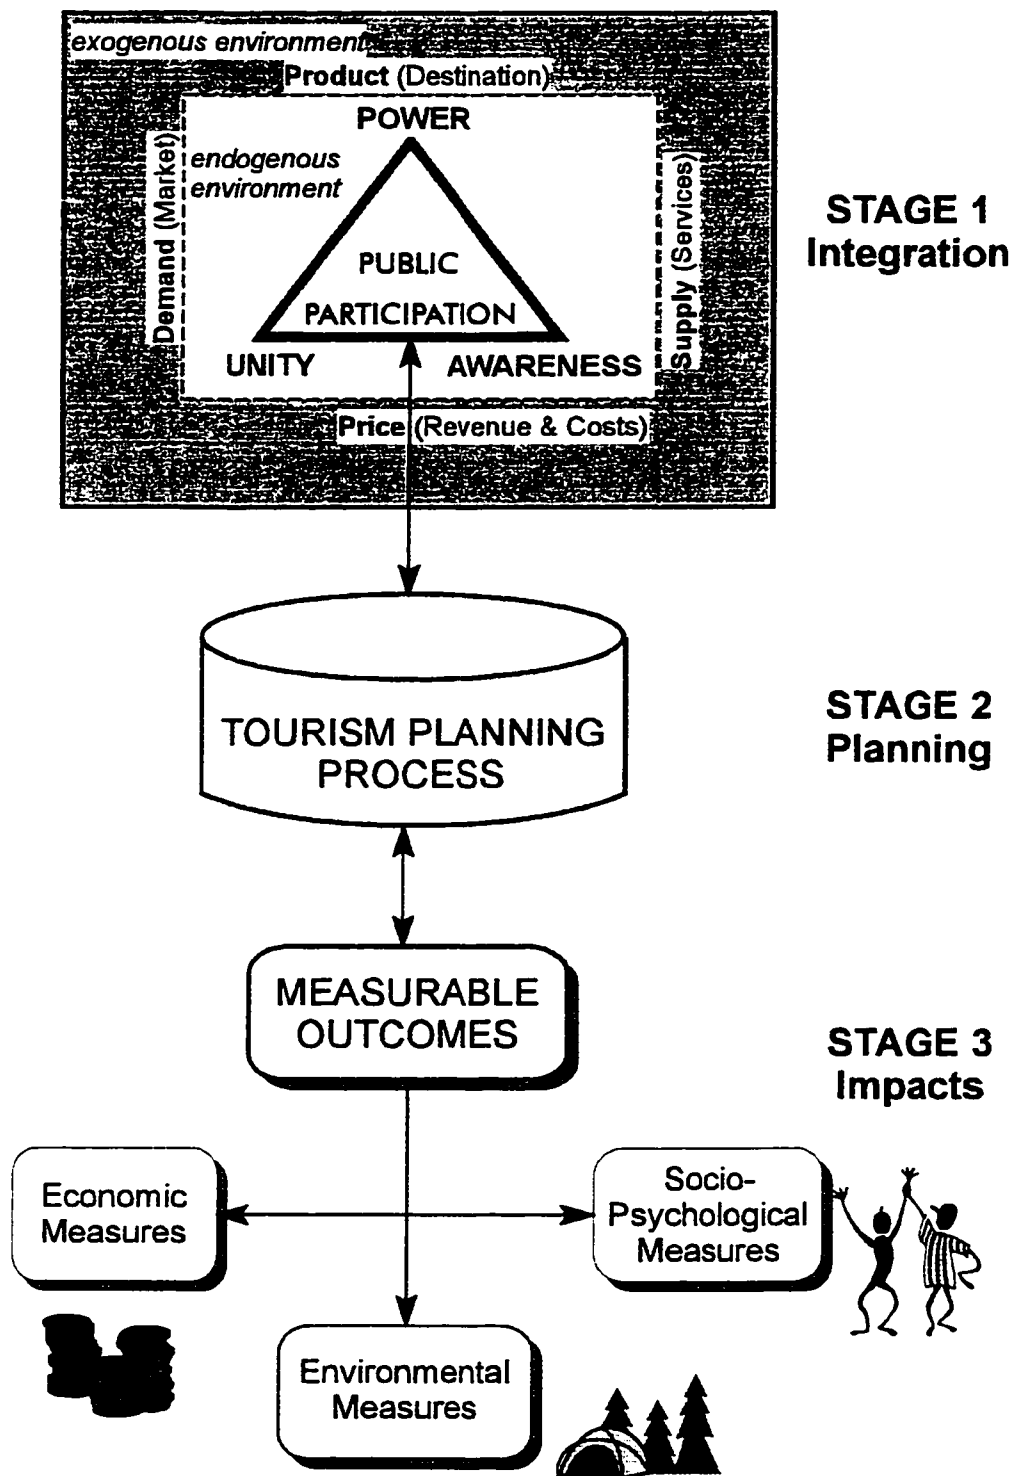 exogenous environment
Product (Destination)
POWER
endogenous
environment
Demand (Market)
Supply (Services)
PUBLIC
PARTICIPATION
UNITY
AWARENESS
Price (Revenue & Costs)
STAGE 1
Integration
TOURISM PLANNING
PROCESS
STAGE 2
Planning
MEASURABLE
OUTCOMES
STAGE 3
Impacts
Economic
Measures
Socio-
Psychological
Measures
Environmental
Measures